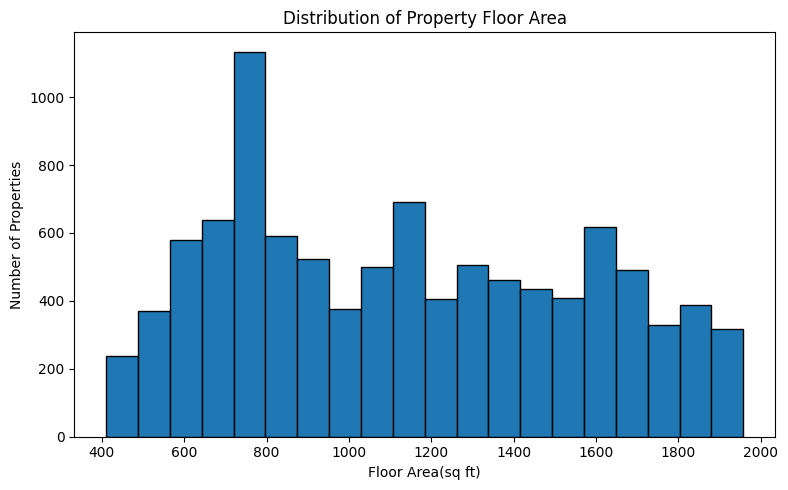 Distribution of Property Floor Area
Number of Properties
1000
800
600
400
200
0
400 600 800 1000 1200 1400 1600 1800 2000
Floor Area(sq ft)